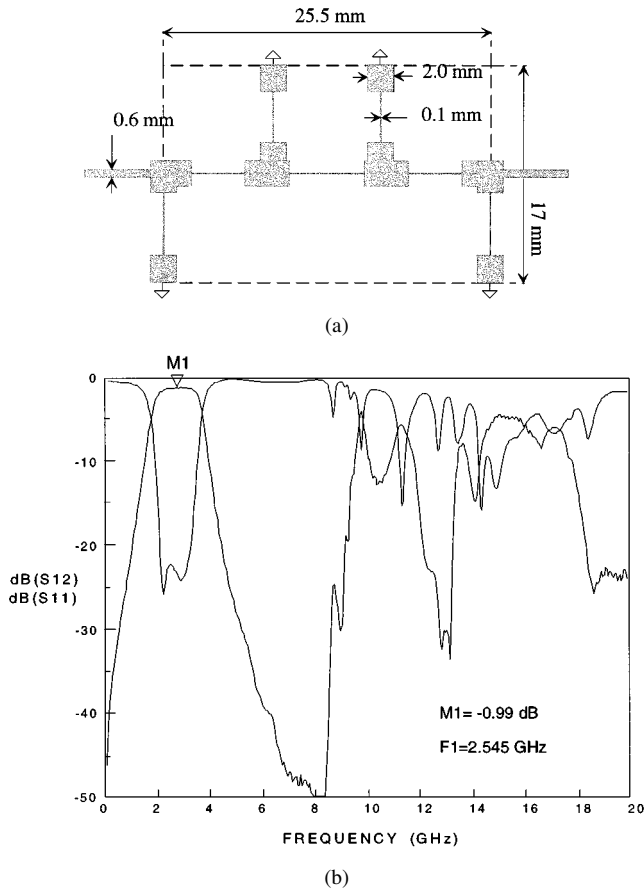 25.5 mm
2.0 mm
0.6 mm
0.1 mm
17 mm
(a)
M1
0
-10
-20
dB(S12)
dB(S11)
-30
-40
-50
M1= -0.99 dB
F1=2.545 GHz
0 2 4 6 8 10 12 14 16 18 20
FREQUENCY (GHz)
(b)